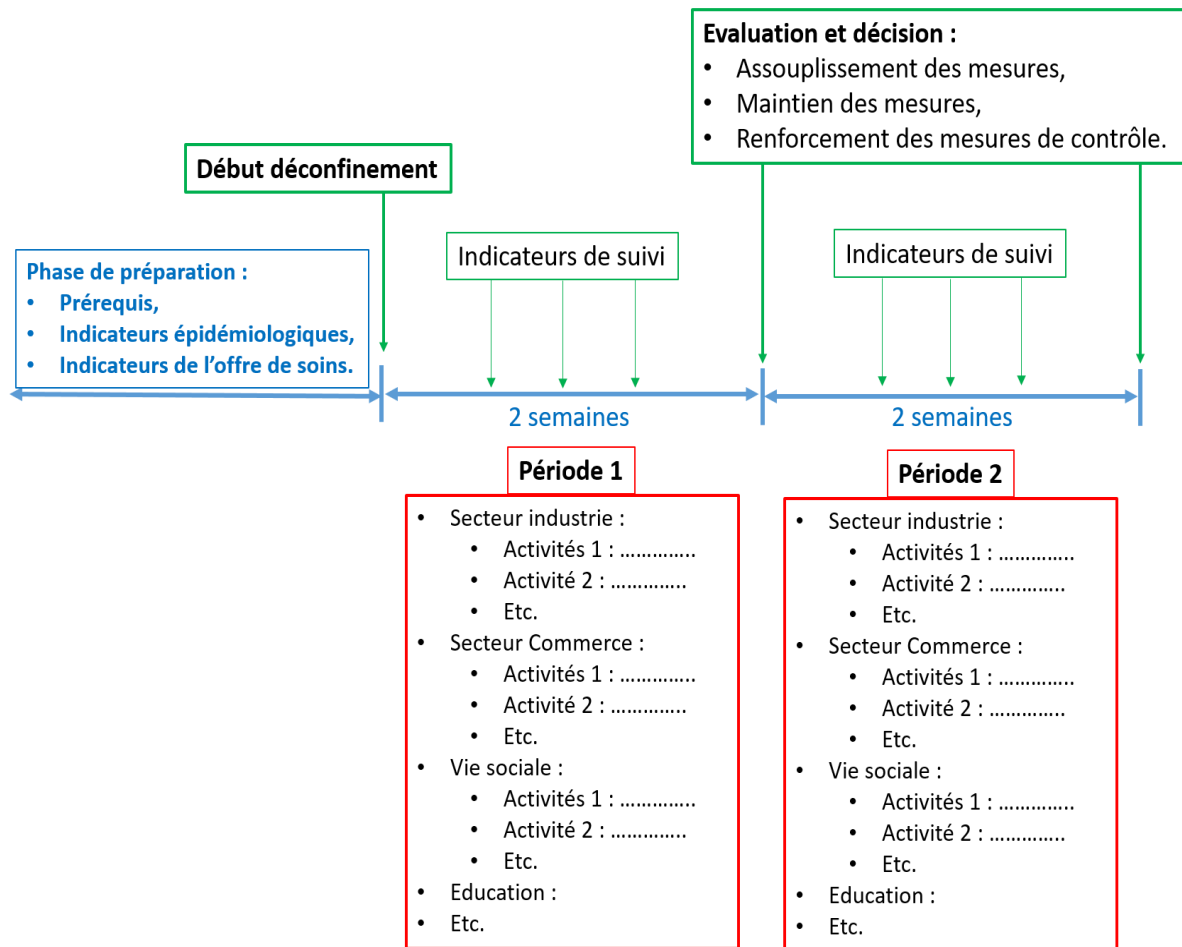 Evaluation et décision :
• Assouplissement des mesures,
• Maintien des mesures,
• Renforcement des mesures de contrôle.
Début déconfinement
Phase de préparation :
• Prérequis,
• Indicateurs épidémiologiques,
• Indicateurs de l’offre de soins.
Indicateurs de suivi
Indicateurs de suivi
2 semaines
2 semaines
Période 1
• Secteur industrie :
• Activités 1 : …………..
• Activité 2 : …………..
• Etc.
• Secteur Commerce :
• Activités 1 : …………..
• Activité 2 : …………..
• Etc.
• Vie sociale :
• Activités 1 : …………..
• Activité 2 : …………..
• Etc.
• Education :
• Etc.
Période 2
• Secteur industrie :
• Activités 1 : …………..
• Activité 2 : …………..
• Etc.
• Secteur Commerce :
• Activités 1 : …………..
• Activité 2 : …………..
• Etc.
• Vie sociale :
• Activités 1 : …………..
• Activité 2 : …………..
• Etc.
• Education :
• Etc.